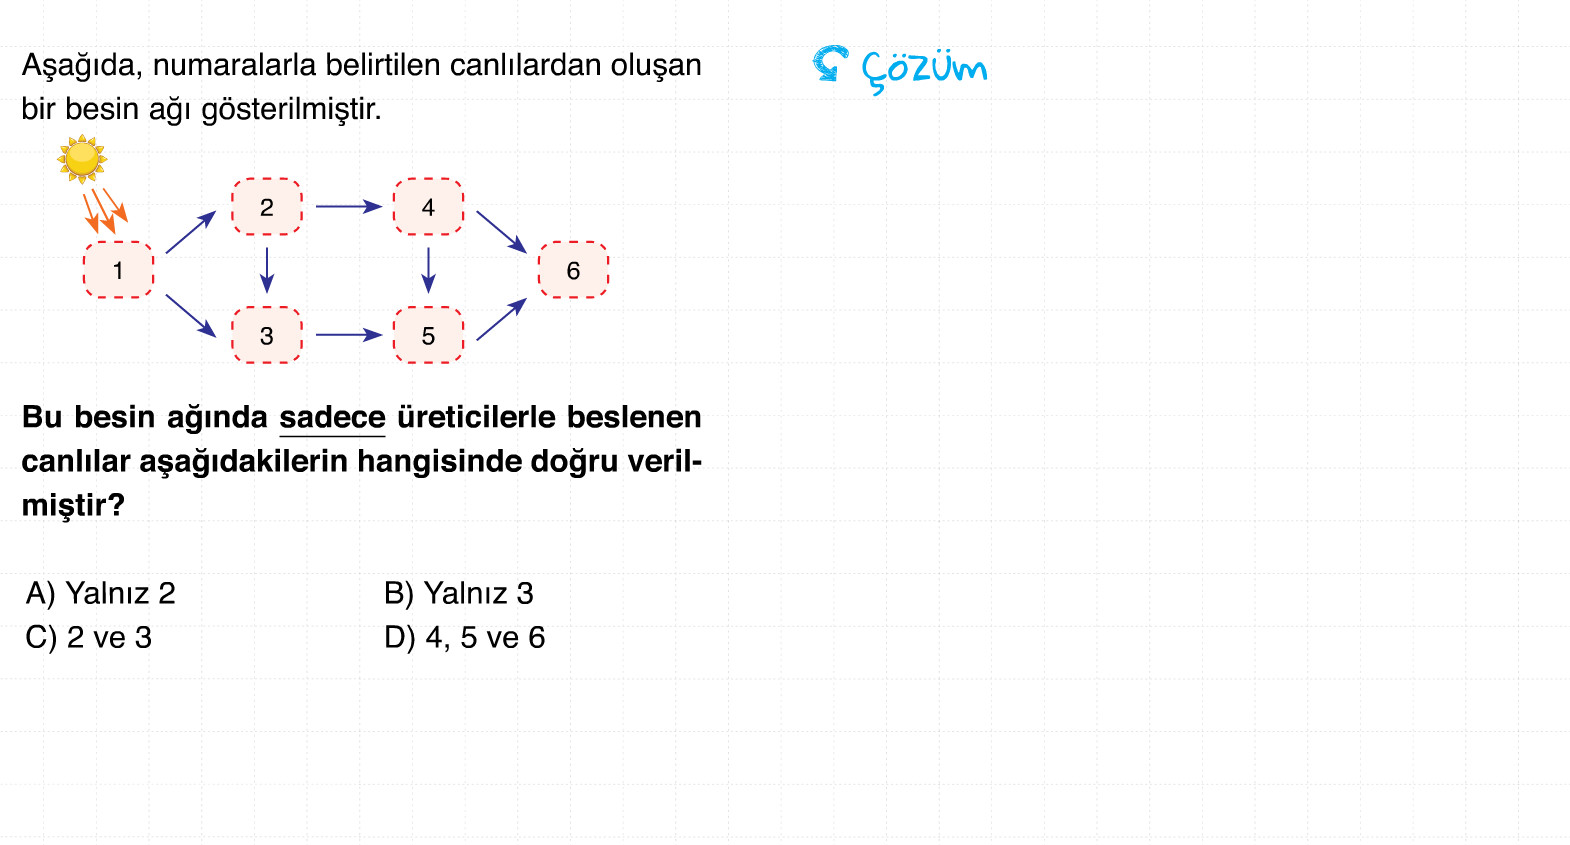 Aşağıda, numaralarla belirtilen canlılardan oluşan
bir besin ağı gösterilmiştir.
Çözüm
2
4
1
6
3
5
Bu besin ağında sadece üreticilerle beslenen
canlılar aşağıdakilerin hangisinde doğru veril-
miştir?
A) Yalnız 2
B) Yalnız 3
C) 2 ve 3
D) 4, 5 ve 6